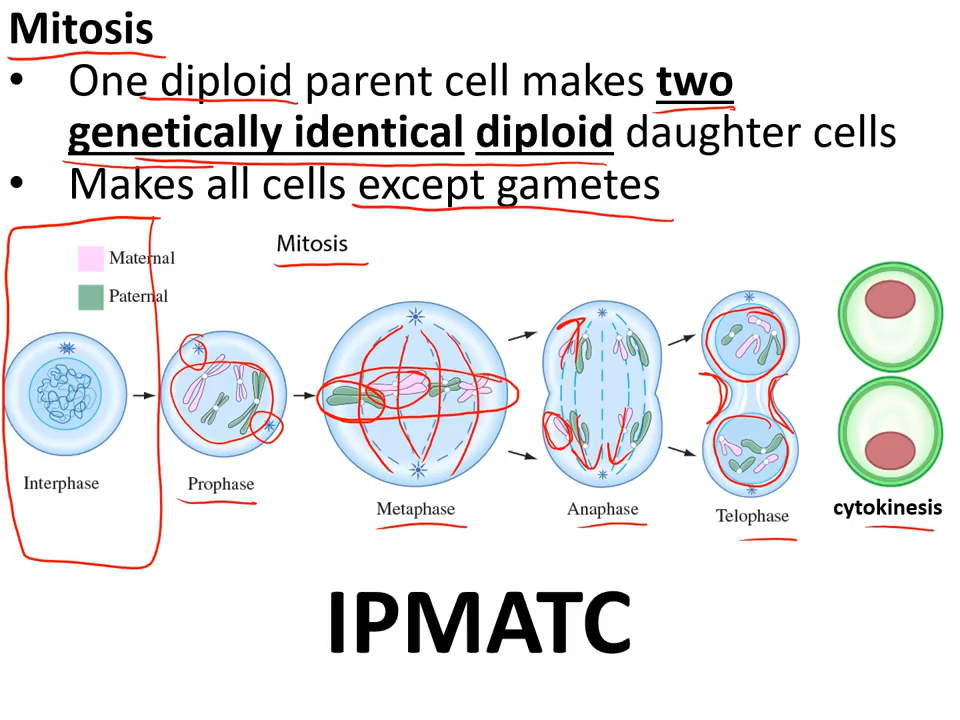 Mitosis
• One diploid parent cell makes two
genetically identical diploid daughter cells
• Makes all cells except gametes
Mitosis
Maternal
Paternal
Interphase
Prophase
Metaphase
Anaphase
Telophase
cytokinesis
IPMATC